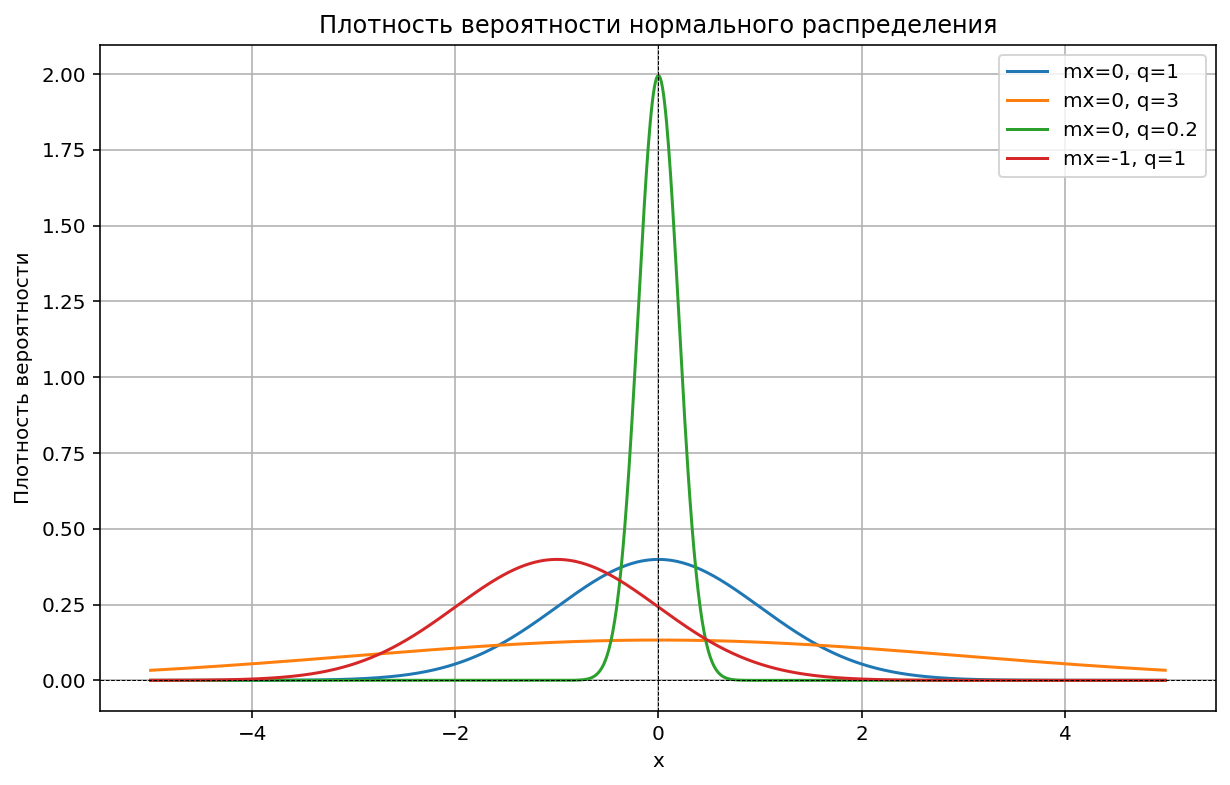 Плотность вероятности нормального распределения
mx=0, q=1
mx=0, q=3
mx=0, q=0.2
mx=-1, q=1
Плотность вероятности
2.00
1.75
1.50
1.25
1.00
0.75
0.50
0.25
0.00
−4
−2
0
2
4
x